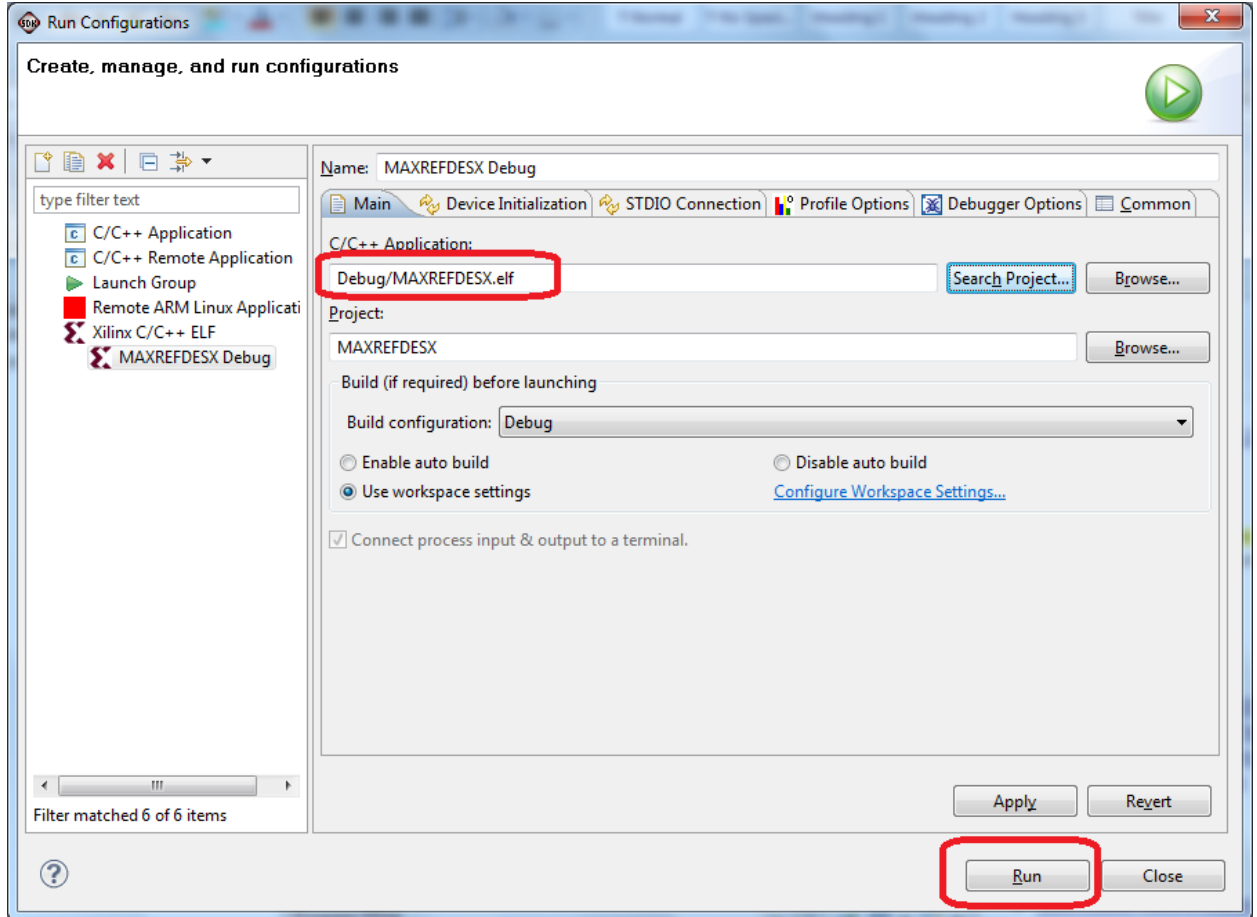 SDK Run Configurations
Create, manage, and run configurations
type filter text
C/C++ Application
C/C++ Remote Application
Launch Group
Remote ARM Linux Applicati
Xilinx C/C++ ELF
MAXREFDESX Debug
Filter matched 6 of 6 items
Name: MAXREFDESX Debug
Main Device Initialization STDIO Connection Profile Options Debugger Options Common
C/C++ Application:
Debug/MAXREFDESX.elf Search Project... Browse...
Project:
MAXREFDESX Browse...
Build (if required) before launching
Build configuration: Debug
Enable auto build Disable auto build
Use workspace settings Configure Workspace Settings...
Connect process input & output to a terminal.
Apply Revert
? Run Close